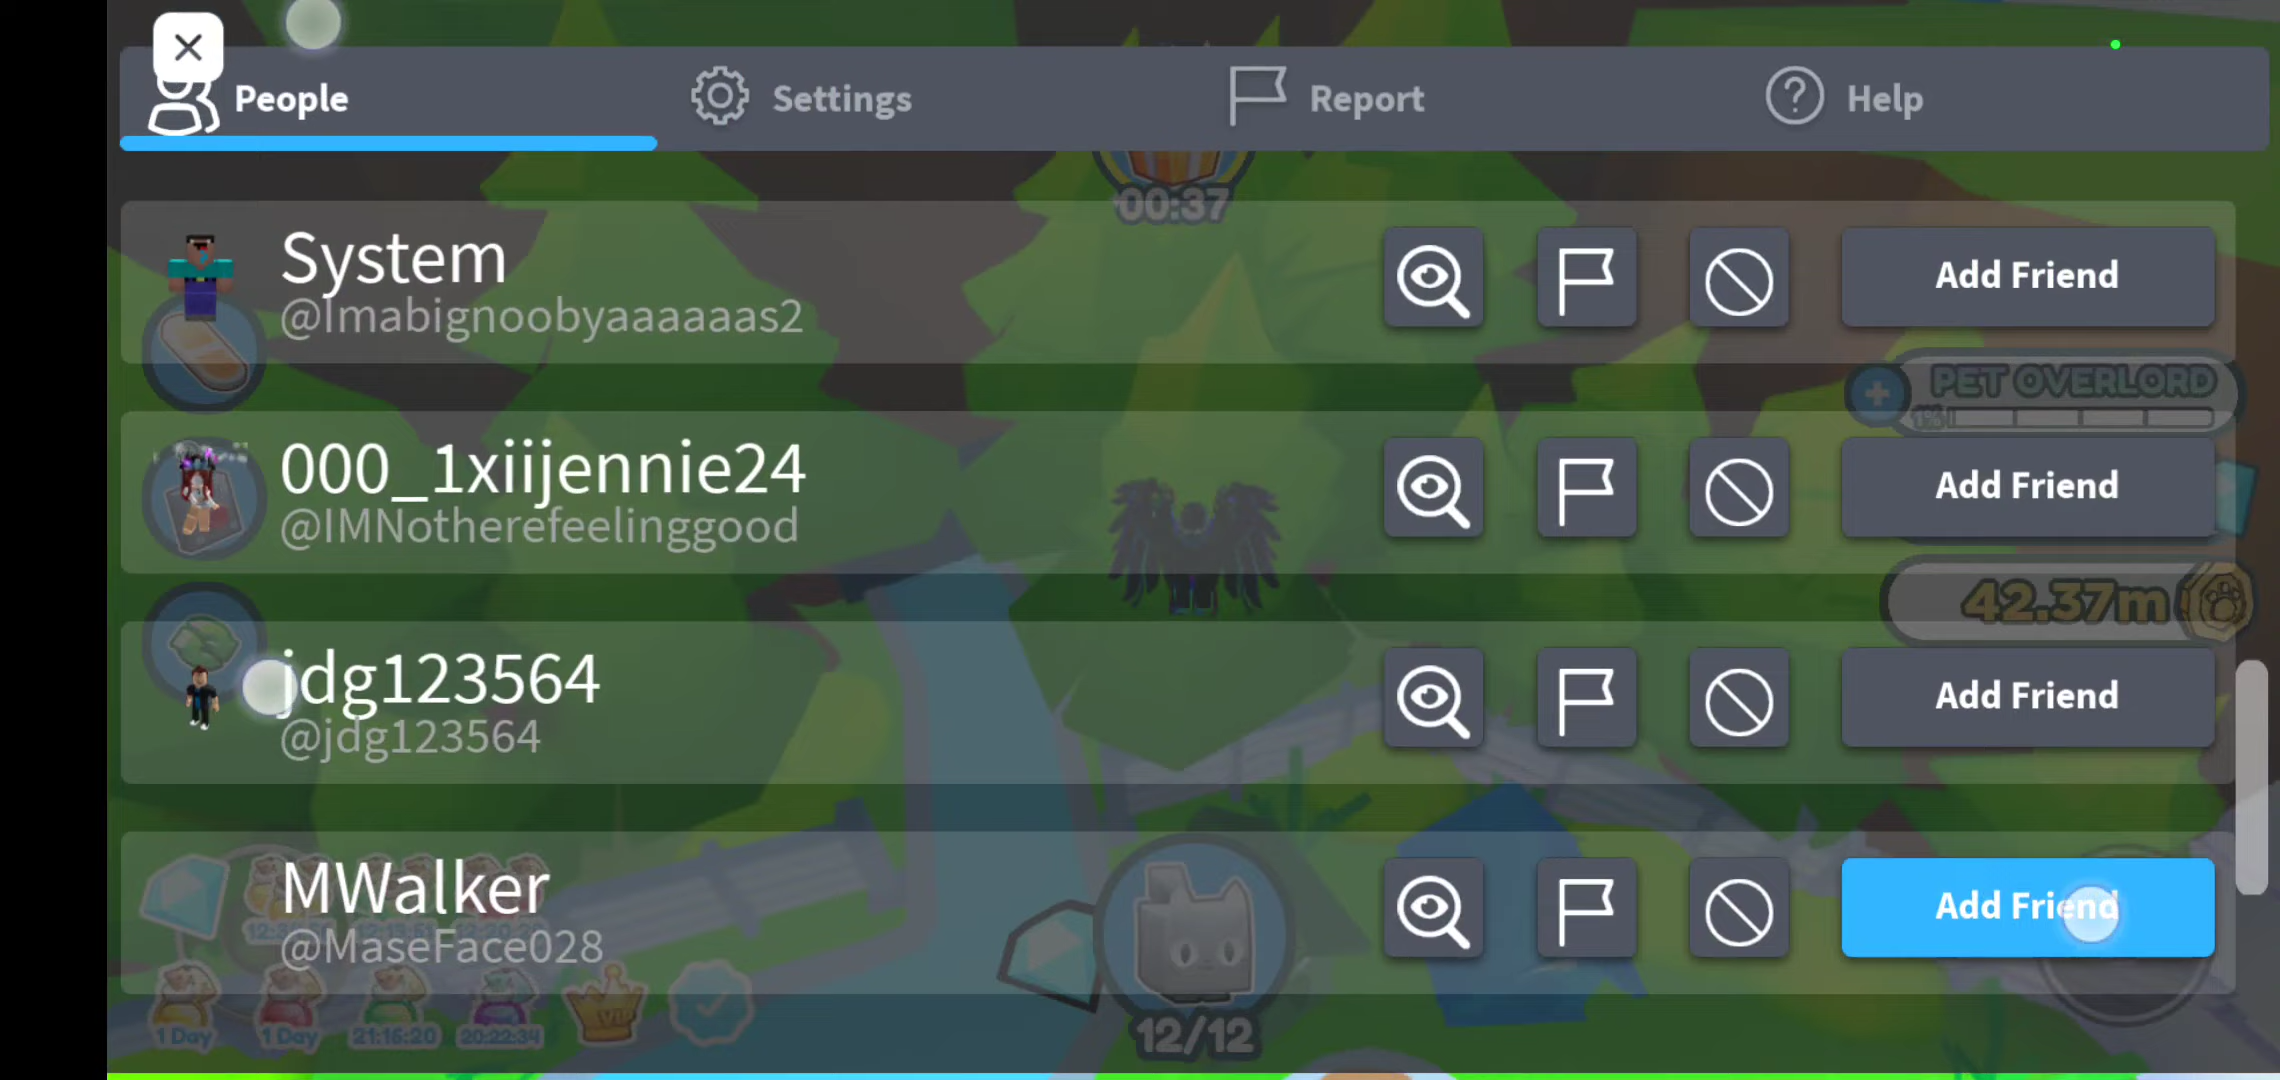 People
Settings
Report
Help
00:37
System
@Imabignoobyaaaaaas2
Add Friend
PET OVERLORD
1%
000_1xiijennie24
@IMNotherefeelinggood
Add Friend
42.37m
jdg123564
@jdg123564
Add Friend
MWalker
@MaseFace028
Add Friend
1 Day
1 Day
21:16:20
20:22:34
VIP
12/12